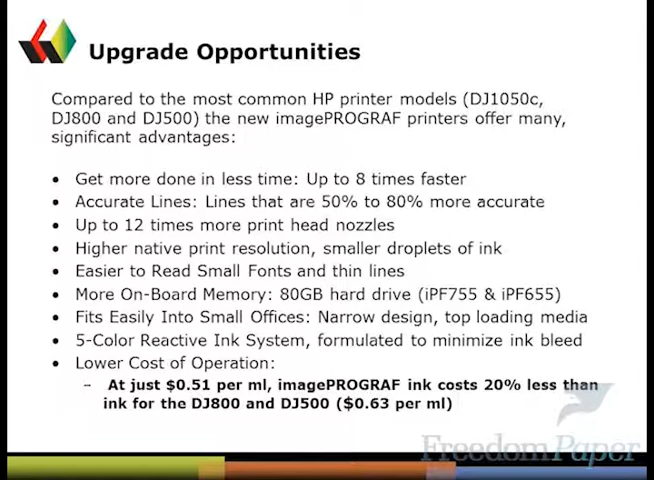 Upgrade Opportunities
Compared to the most common HP printer models (DJ1050c,
DJ800 and DJ500) the new imagePROGRAF printers offer many,
significant advantages:
• Get more done in less time: Up to 8 times faster
• Accurate Lines: Lines that are 50% to 80% more accurate
• Up to 12 times more print head nozzles
• Higher native print resolution, smaller droplets of ink
• Easier to Read Small Fonts and thin lines
• More On-Board Memory: 80GB hard drive (iPF755 & iPF655)
• Fits Easily Into Small Offices: Narrow design, top loading media
• 5-Color Reactive Ink System, formulated to minimize ink bleed
• Lower Cost of Operation:
– At just $0.51 per ml, imagePROGRAF ink costs 20% less than
ink for the DJ800 and DJ500 ($0.63 per ml)
FreedomPaper